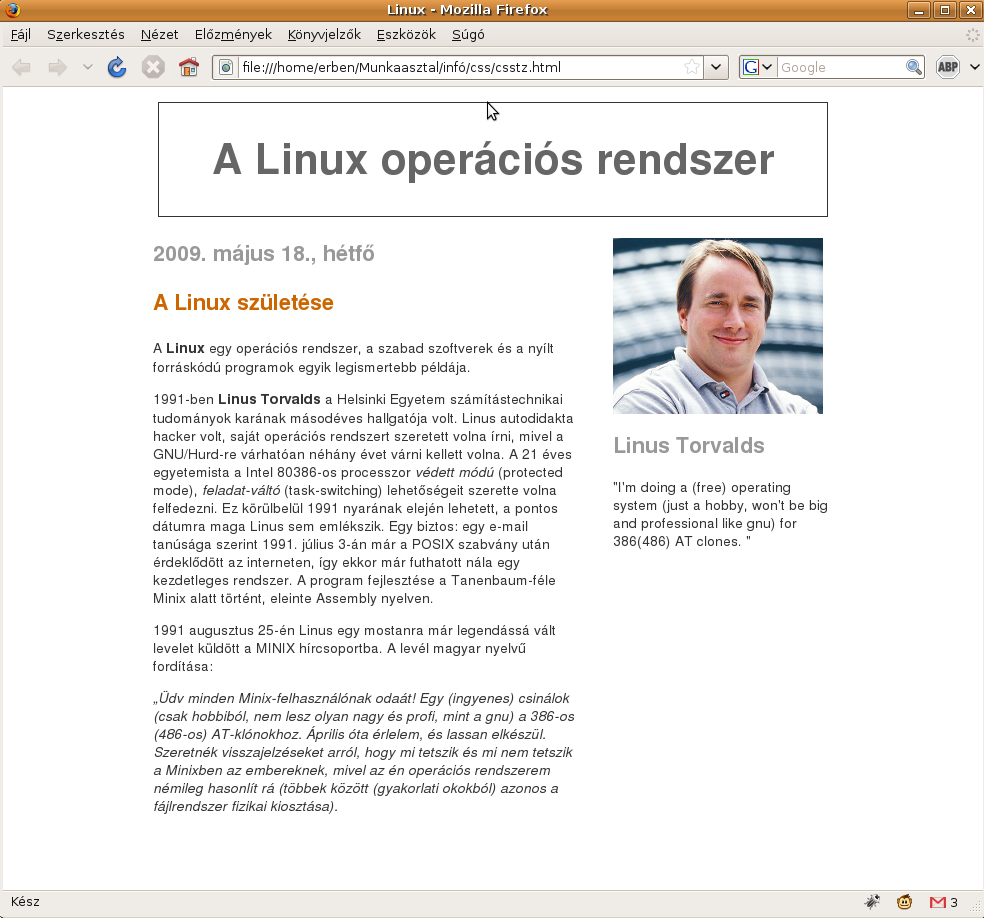 Linux - Mozilla Firefox
Fájl Szerkesztés Nézet Előzmények Könyvjelzők Eszközök Súgó
file:///home/erben/Munkaasztal/infó/css/csstz.html
G Google ABP
A Linux operációs rendszer
2009. május 18., hétfő
A Linux születése
A Linux egy operációs rendszer, a szabad szoftverek és a nyílt
forráskódú programok egyik legismertebb példája.
1991-ben Linus Torvalds a Helsinki Egyetem számítástechnikai
tudományok karának másodéves hallgatója volt. Linus autodidakta
hacker volt, saját operációs rendszert szeretett volna írni, mivel a
GNU/Hurd-re várhatóan néhány évet várni kellett volna. A 21 éves
egyetemista a Intel 80386-os processzor védett módú (protected
mode), feladat-váltó (task-switching) lehetőségeit szerette volna
felfedezni. Ez körülbelül 1991 nyarának elején lehetett, a pontos
dátumra maga Linus sem emlékszik. Egy biztos: egy e-mail
tanúsága szerint 1991. július 3-án már a POSIX szabvány után
érdeklődött az interneten, így ekkor már futhatott nála egy
kezdetleges rendszer. A program fejlesztése a Tanenbaum-féle
Minix alatt történt, eleinte Assembly nyelven.
1991 augusztus 25-én Linus egy mostanra már legendássá vált
levelet küldött a MINIX hírcsoportba. A levél magyar nyelvű
fordítása:
„Üdv minden Minix-felhasználónak odaát! Egy (ingyenes) csinálok
(csak hobbiból, nem lesz olyan nagy és profi, mint a gnu) a 386-os
(486-os) AT-klónokhoz. Április óta érlelem, és lassan elkészül.
Szeretnék visszajelzéseket arról, hogy mi tetszik és mi nem tetszik
a Minixben az embereknek, mivel az én operációs rendszerem
némileg hasonlít rá (többek között (gyakorlati okokból) azonos a
fájlrendszer fizikai kiosztása).
Linus Torvalds
"I'm doing a (free) operating
system (just a hobby, won't be big
and professional like gnu) for
386(486) AT clones. "
Kész
3